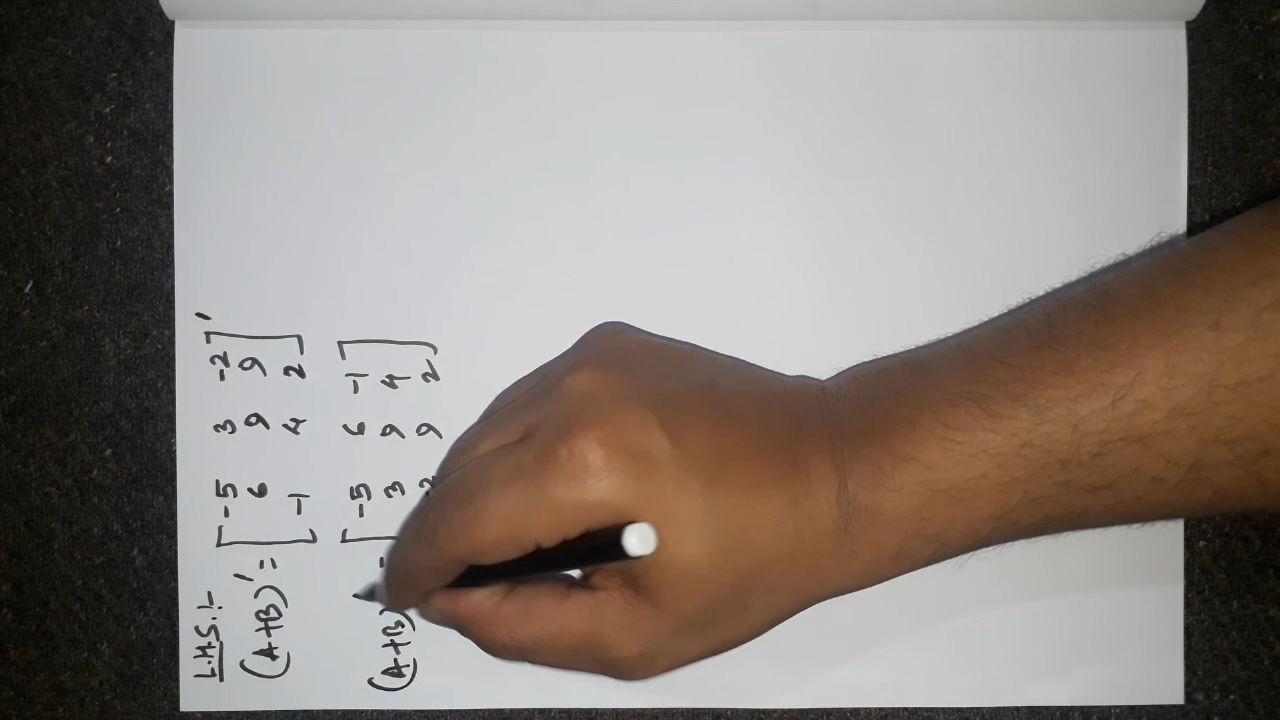 L.H.S.:-
(A+B)' = [-5 3 -2]'
6 9 9
-1 4 2
(A+B) = [-5 6 -1]
3 9 4
9 2